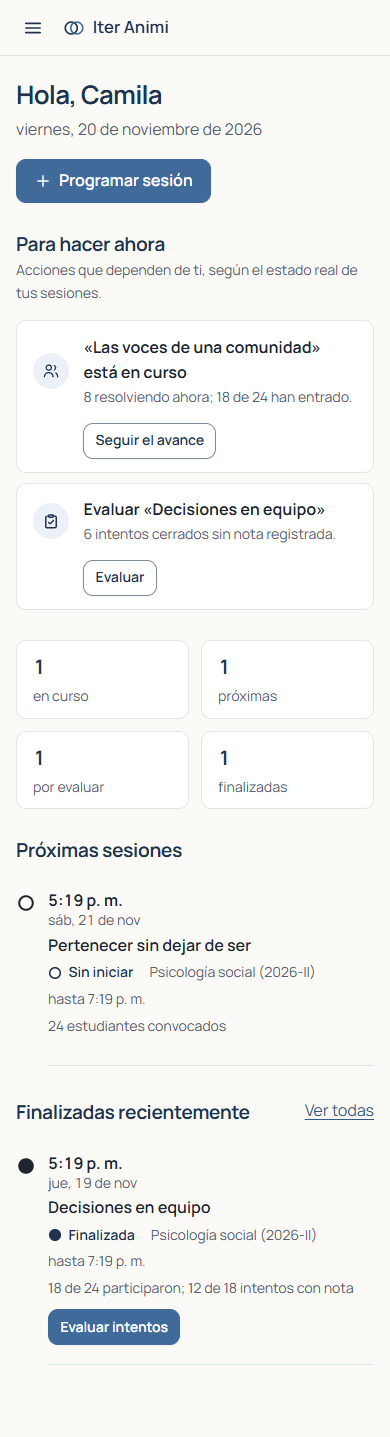 Iter Animi
Hola, Camila
viernes, 20 de noviembre de 2026
+ Programar sesión
Para hacer ahora
Acciones que dependen de ti, según el estado real de
tus sesiones.
«Las voces de una comunidad»
está en curso
8 resolviendo ahora; 18 de 24 han entrado.
Seguir el avance
Evaluar «Decisiones en equipo»
6 intentos cerrados sin nota registrada.
Evaluar
1
en curso
1
próximas
1
por evaluar
1
finalizadas
Próximas sesiones
5:19 p. m.
sáb, 21 de nov
Pertenecer sin dejar de ser
Sin iniciar Psicología social (2026-II)
hasta 7:19 p. m.
24 estudiantes convocados
Finalizadas recientemente Ver todas
5:19 p. m.
jue, 19 de nov
Decisiones en equipo
Finalizada Psicología social (2026-II)
hasta 7:19 p. m.
18 de 24 participaron; 12 de 18 intentos con nota
Evaluar intentos